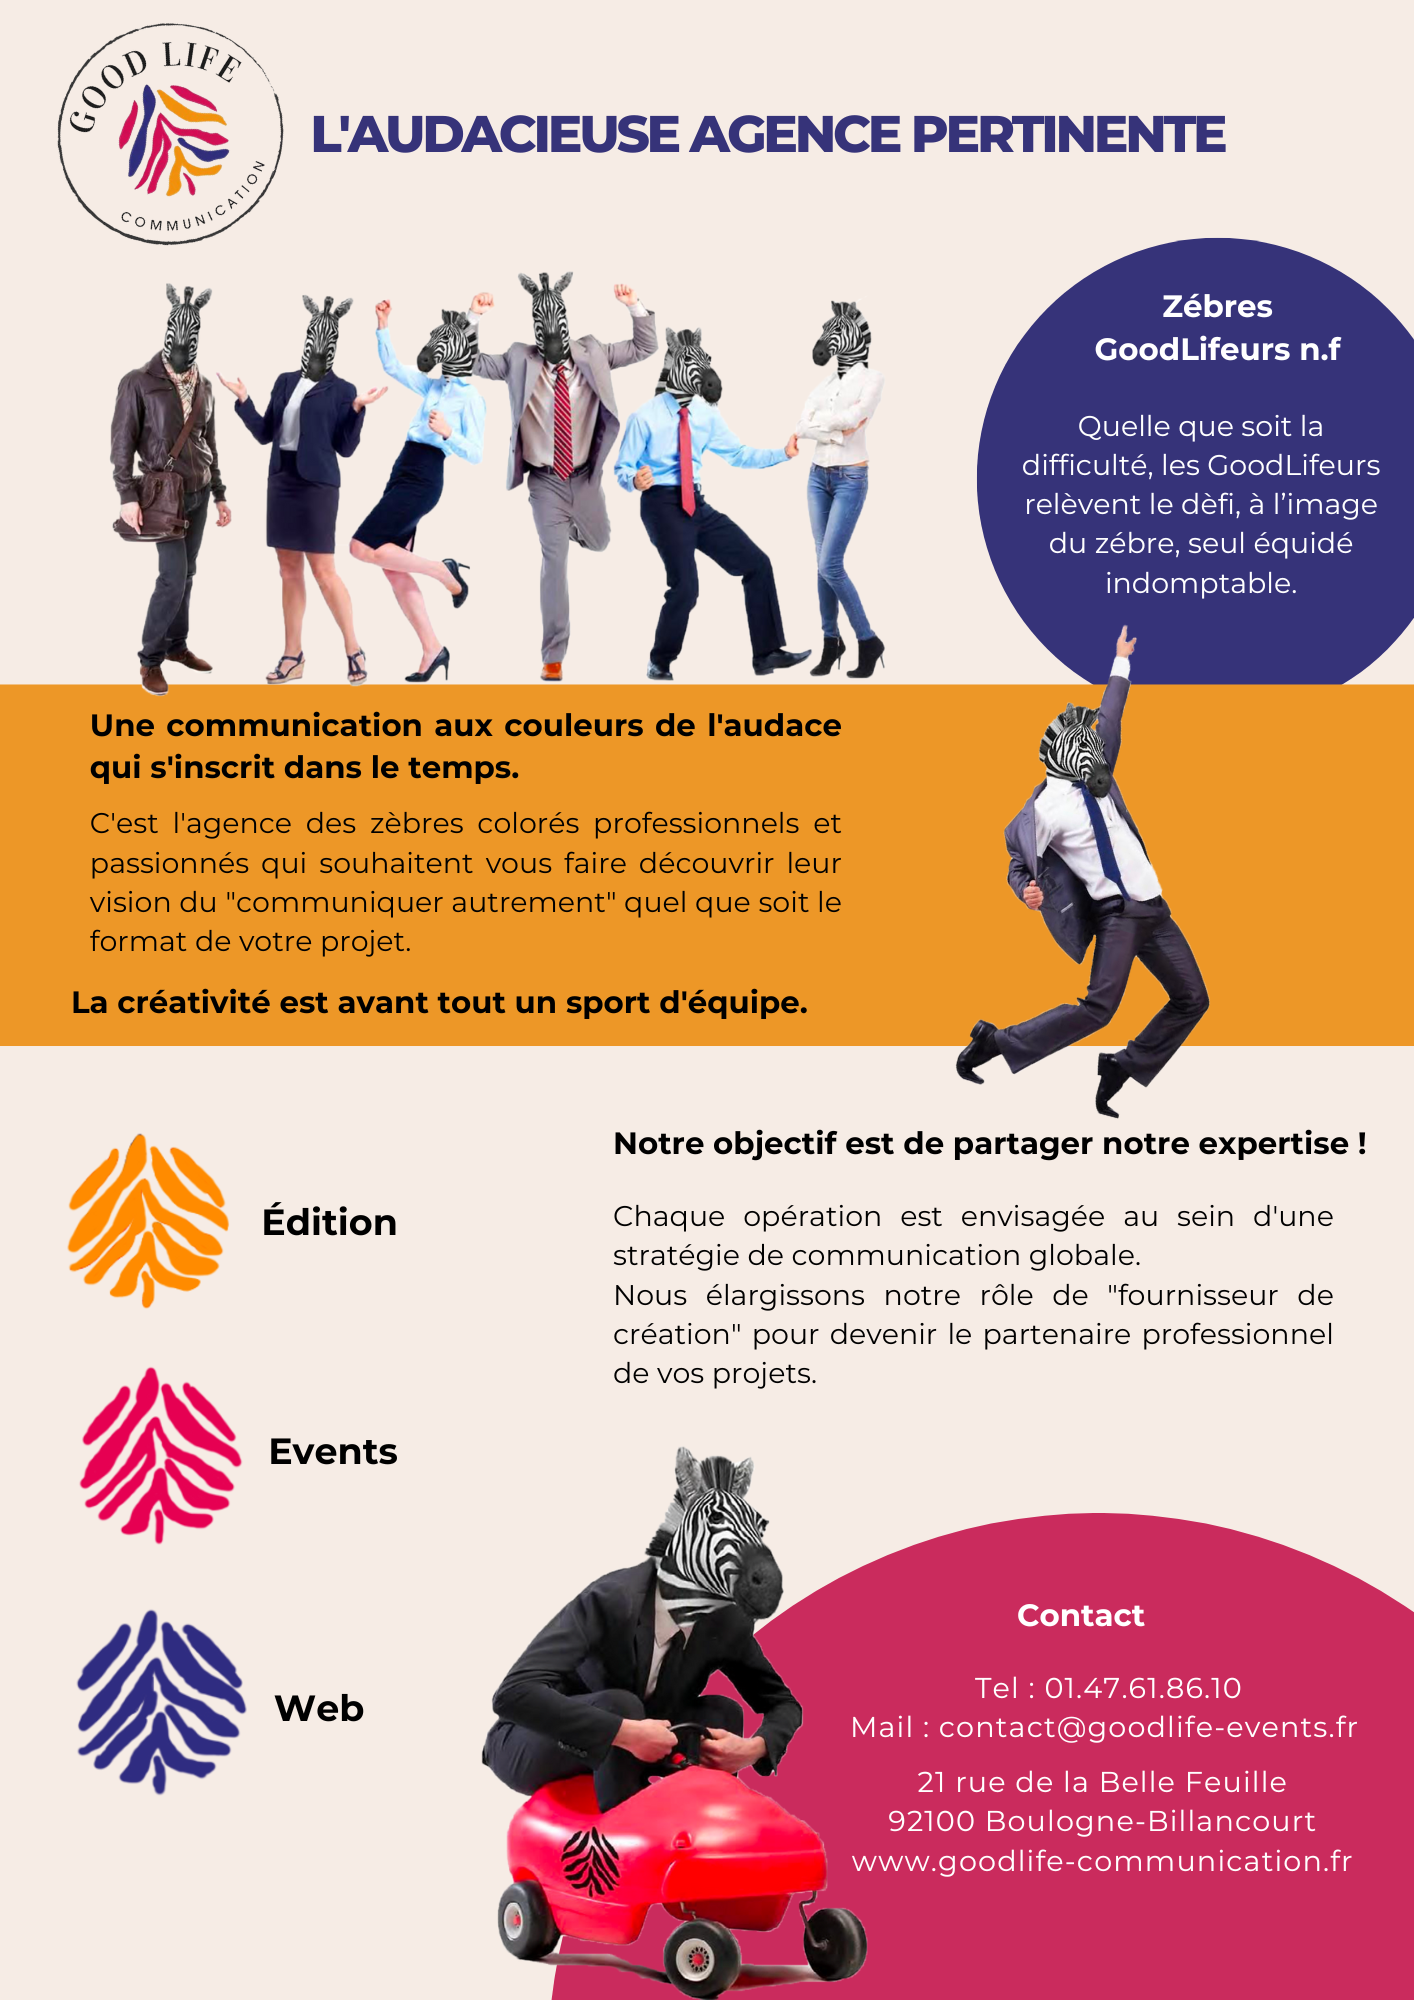 GOOD LIFE
COMMUNICATION
L'AUDACIEUSE AGENCE PERTINENTE
Zébres
GoodLifeurs n.f
Quelle que soit la
difficulté, les GoodLifeurs
relèvent le dèfi, à l’image
du zébre, seul équidé
indomptable.
Une communication aux couleurs de l'audace
qui s'inscrit dans le temps.
C'est l'agence des zèbres colorés professionnels et
passionnés qui souhaitent vous faire découvrir leur
vision du "communiquer autrement" quel que soit le
format de votre projet.
La créativité est avant tout un sport d'équipe.
Notre objectif est de partager notre expertise !
Chaque opération est envisagée au sein d'une
stratégie de communication globale.
Nous élargissons notre rôle de "fournisseur de
création" pour devenir le partenaire professionnel
de vos projets.
Édition
Events
Web
Contact
Tel : 01.47.61.86.10
Mail : contact@goodlife-events.fr
21 rue de la Belle Feuille
92100 Boulogne-Billancourt
www.goodlife-communication.fr